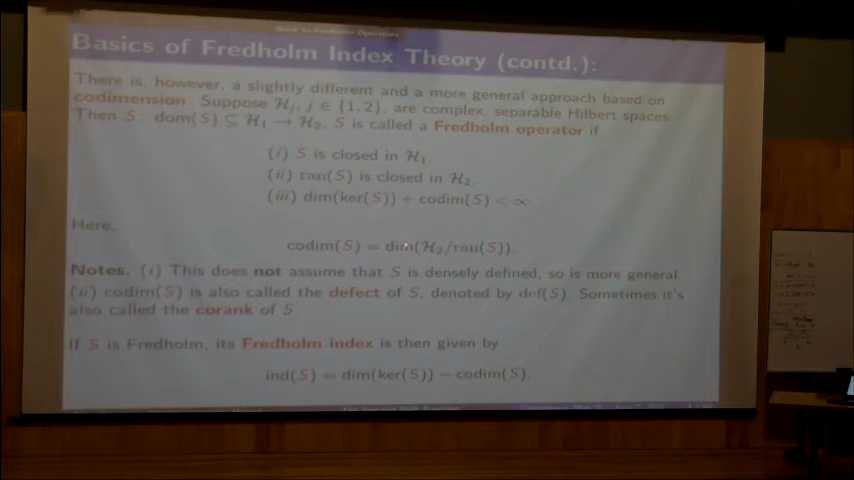 Basics of Fredholm Index Theory (contd.):
There is, however, a slightly different and a more general approach based on
codimension. Suppose ℋj, j ∈ {1, 2}, are complex, separable Hilbert spaces.
Then S: dom(S) ⊆ ℋ1 → ℋ2, S is called a Fredholm operator if
(i) S is closed in ℋ1
(ii) ran(S) is closed in ℋ2
(iii) dim(ker(S)) + codim(S) < ∞
Here,
codim(S) = dim(ℋ2/ran(S)).
Notes. (i) This does not assume that S is densely defined, so is more general
(ii) codim(S) is also called the defect of S, denoted by def(S). Sometimes it's
also called the corank of S
If S is Fredholm, its Fredholm index is then given by
ind(S) = dim(ker(S)) − codim(S).